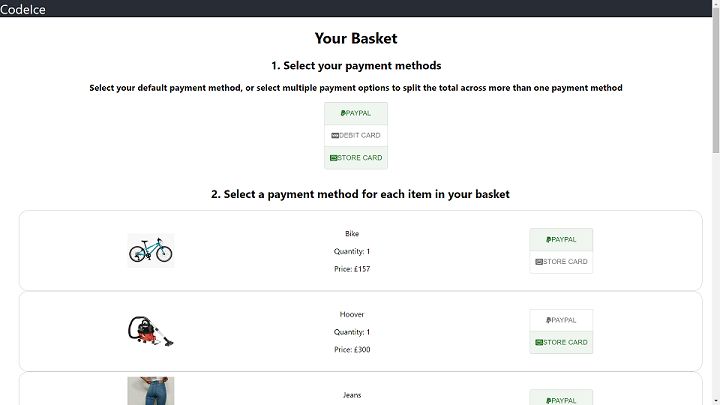 CodeIce
Your Basket
1. Select your payment methods
Select your default payment method, or select multiple payment options to split the total across more than one payment method
PAYPAL
DEBIT CARD
STORE CARD
2. Select a payment method for each item in your basket
Bike
Quantity: 1
Price: £157
PAYPAL
STORE CARD
Hoover
Quantity: 1
Price: £300
PAYPAL
STORE CARD
Jeans
PAYPAL